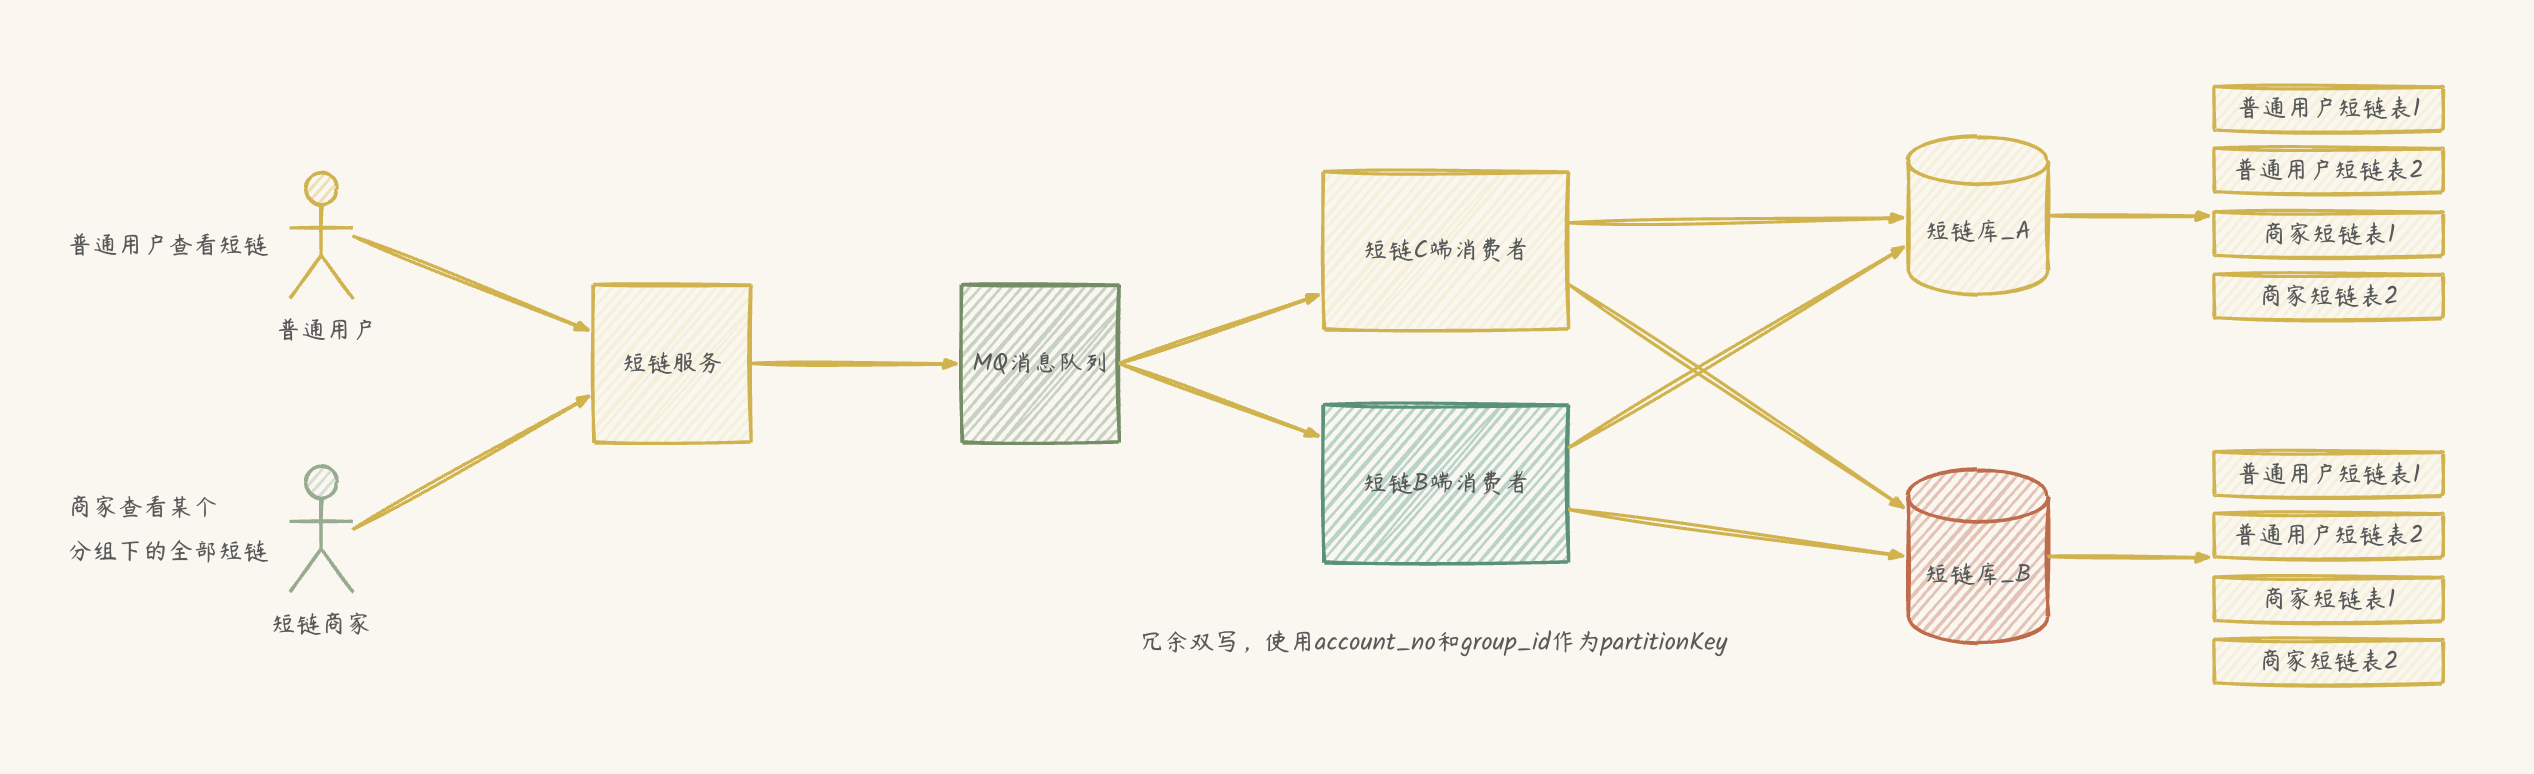 普通用户查看短链
普通用户
商家查看某个
分组下的全部短链
短链商家
短链服务
MQ消息队列
短链C端消费者
短链B端消费者
冗余双写，使用account_no和group_id作为partitionKey
短链库_A
短链库_B
普通用户短链表1
普通用户短链表2
商家短链表1
商家短链表2
普通用户短链表1
普通用户短链表2
商家短链表1
商家短链表2